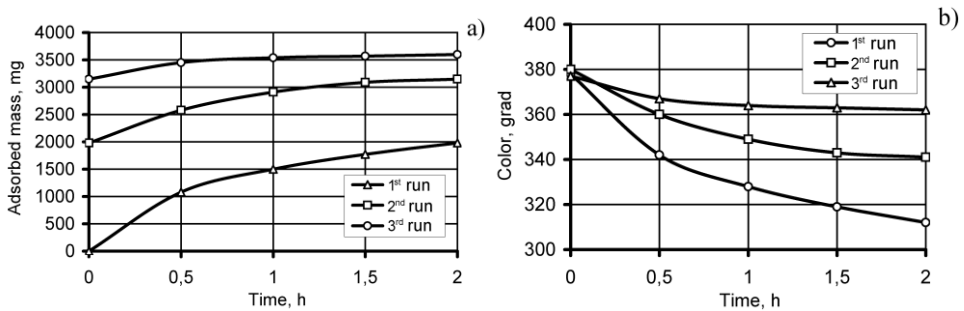 a)
Adsorbed mass, mg
4000
3500
3000
2500
2000
1500
1000
500
0
0 0,5 1 1,5 2
Time, h
1st run
2nd run
3rd run
b)
Color, grad
400
380
360
340
320
300
0 0,5 1 1,5 2
Time, h
1st run
2nd run
3rd run